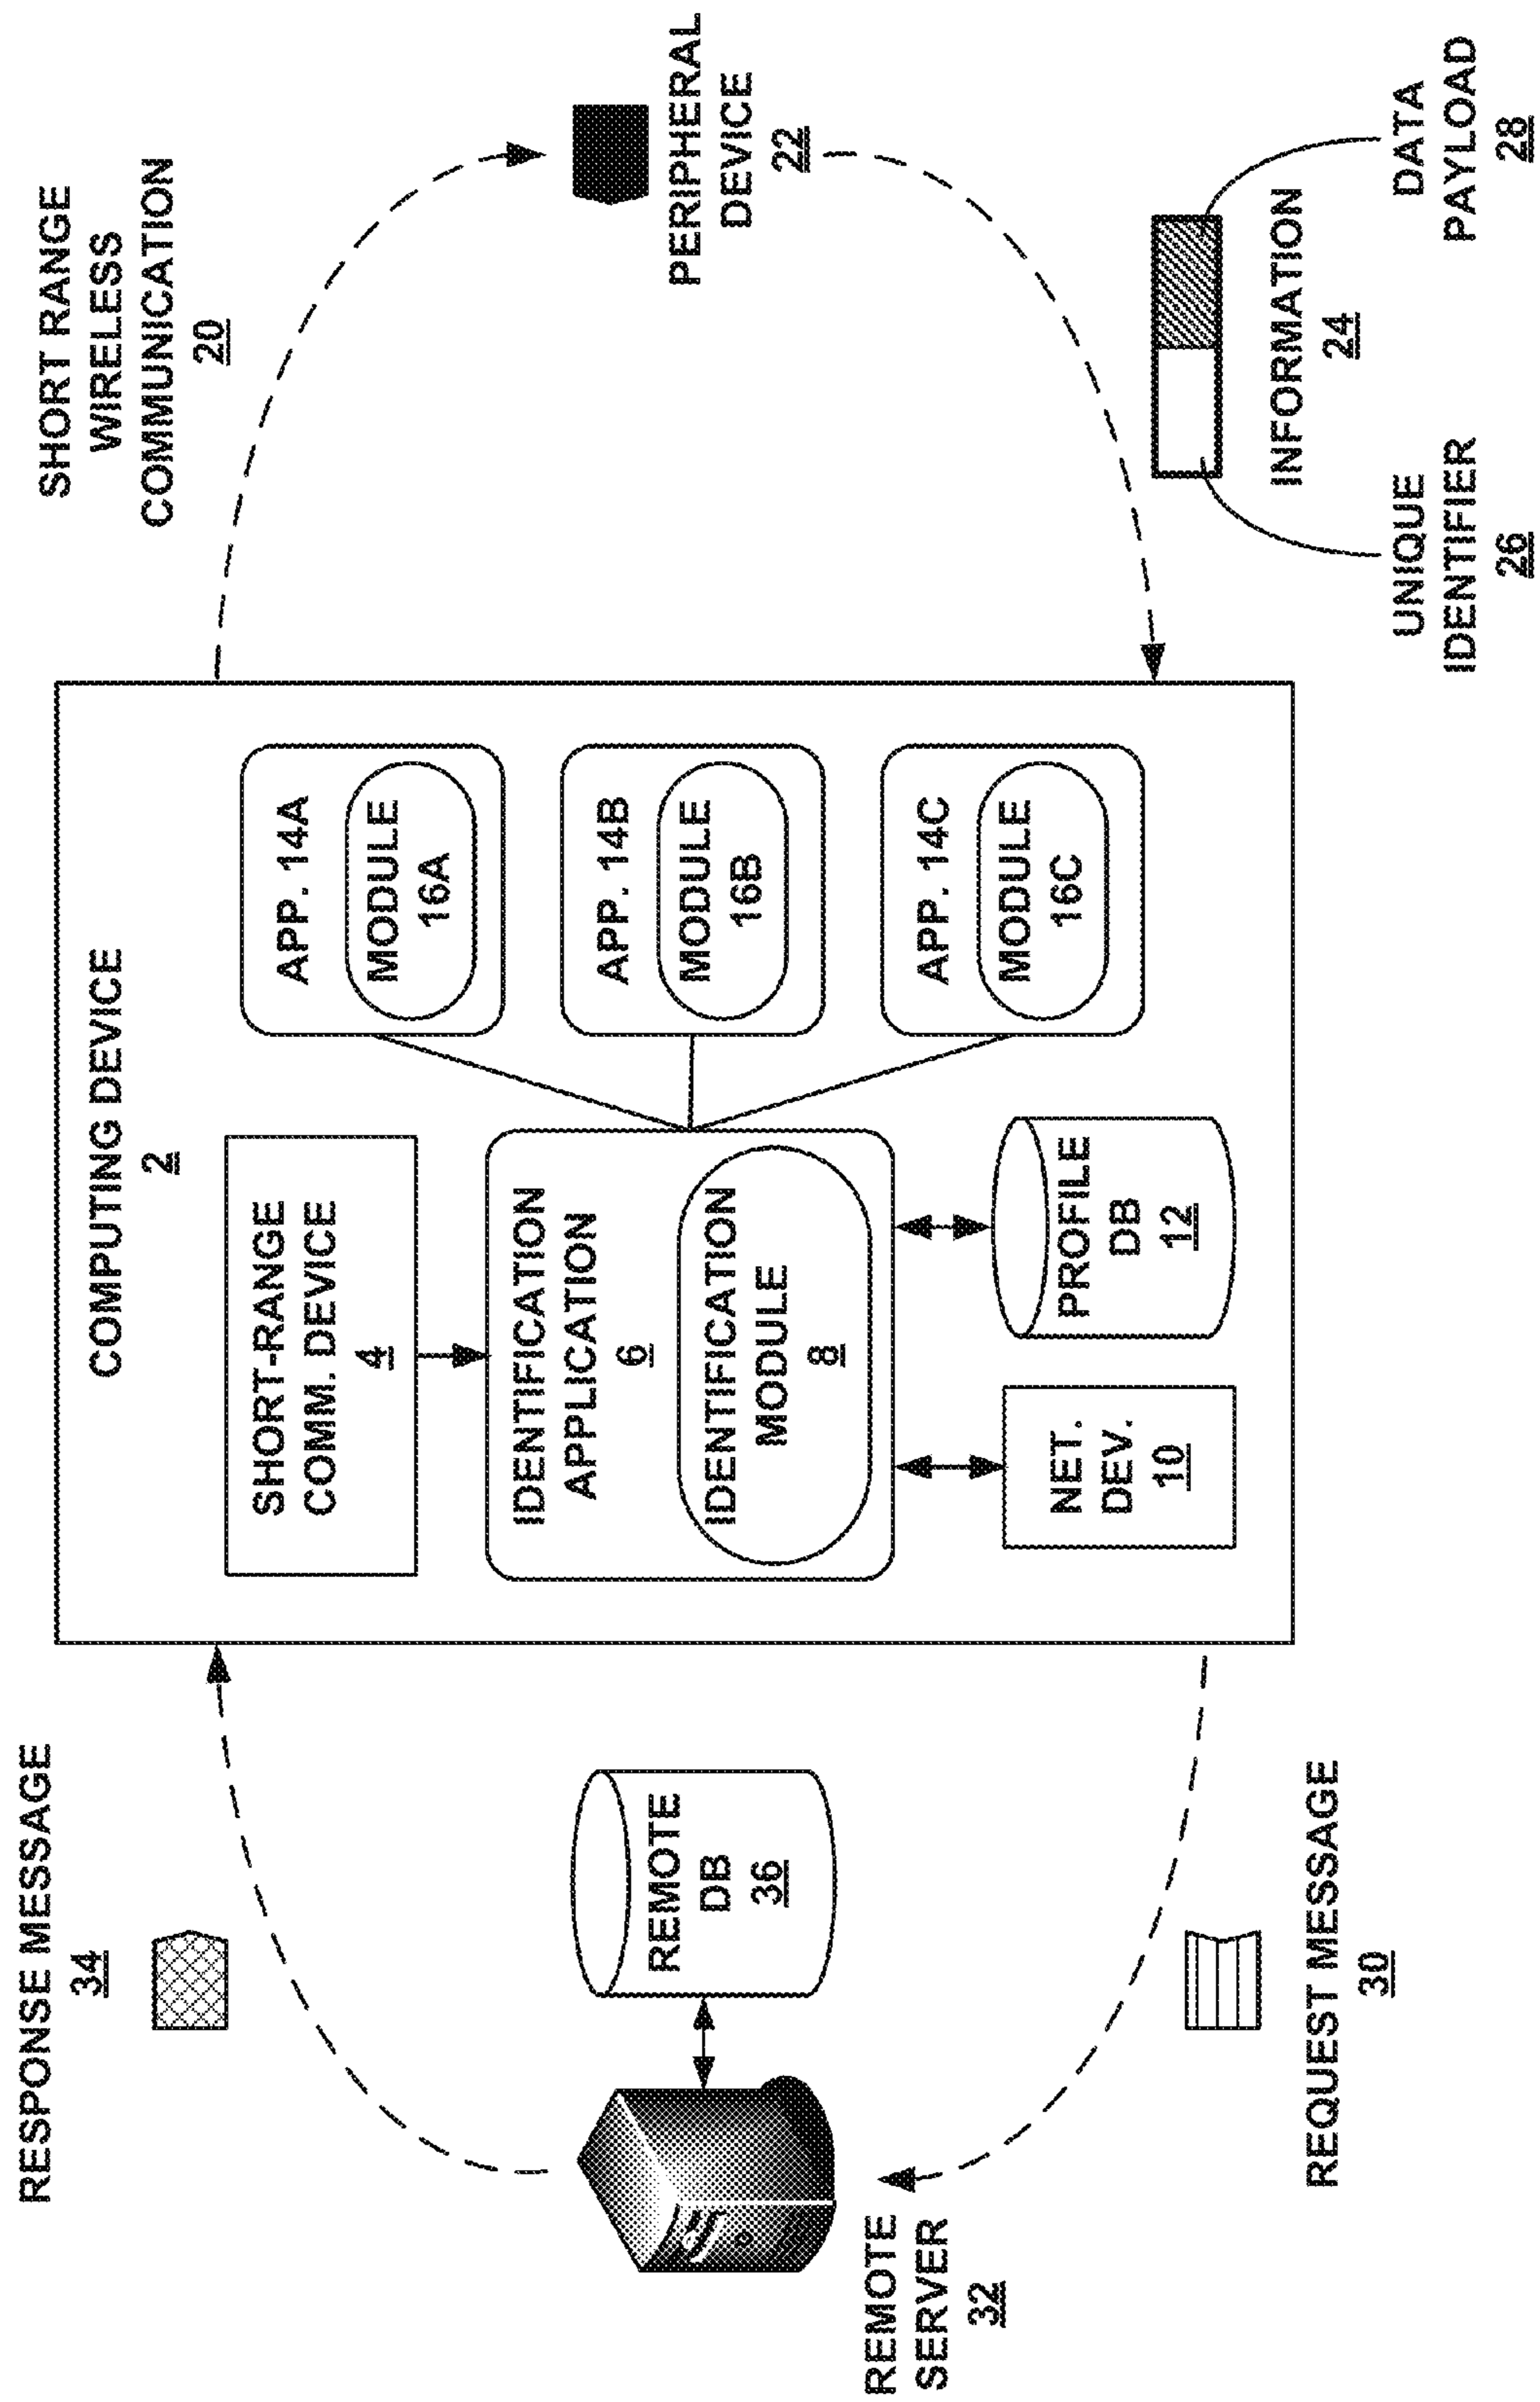 RESPONSE MESSAGE
34
REMOTE
DB
36
REMOTE
SERVER
32
REQUEST MESSAGE
30
COMPUTING DEVICE
2
SHORT-RANGE
COMM. DEVICE
4
IDENTIFICATION
APPLICATION
6
IDENTIFICATION
MODULE
8
NET.
DEV.
10
PROFILE
DB
12
APP. 14A
MODULE
16A
APP. 14B
MODULE
16B
APP. 14C
MODULE
16C
SHORT RANGE
WIRELESS
COMMUNICATION
20
PERIPHERAL
DEVICE
22
INFORMATION
24
UNIQUE
IDENTIFIER
26
DATA
PAYLOAD
28